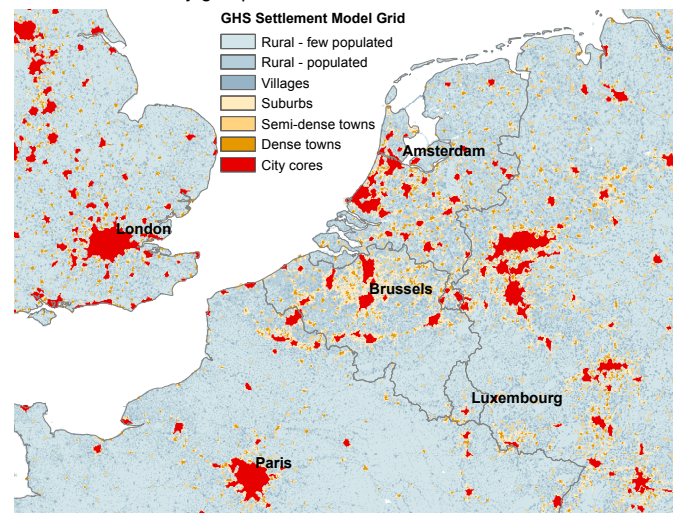 GHS Settlement Model Grid
Rural - few populated
Rural - populated
Villages
Suburbs
Semi-dense towns
Dense towns
City cores
Amsterdam
London
Brussels
Luxembourg
Paris